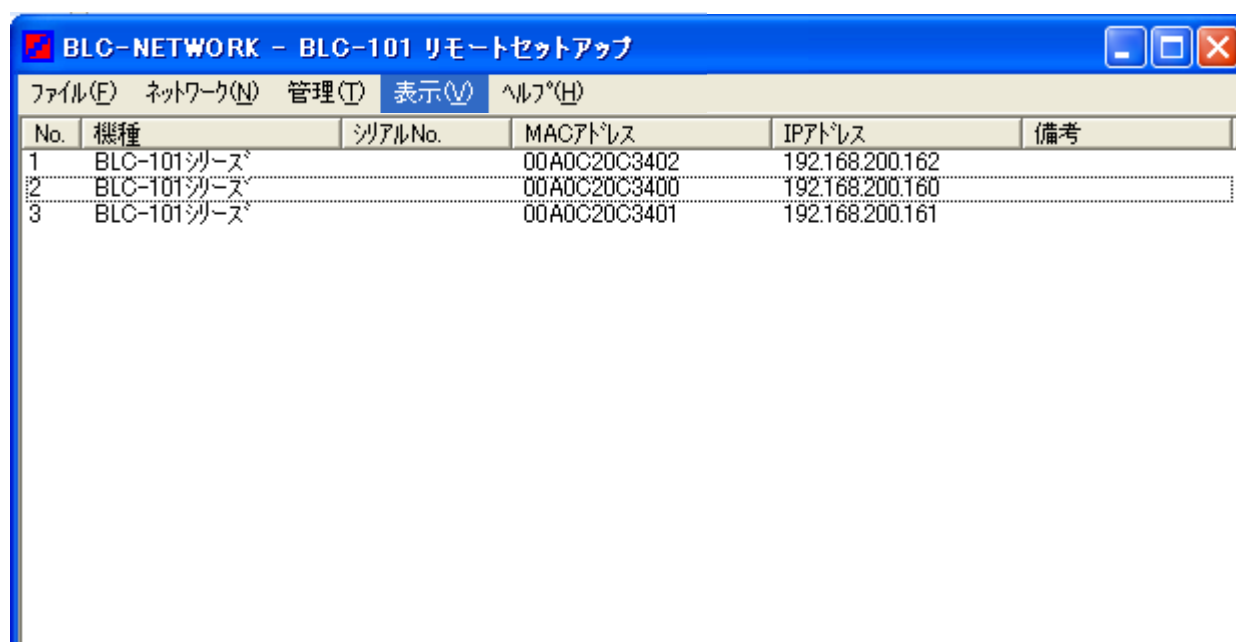 BLC-NETWORK - BLC-101 リモートセットアップ
ファイル(F) ネットワーク(N) 管理(T) 表示(V) ヘルプ(H)
No. 機種 シリアルNo. MACアドレス IPアドレス 備考
1 BLC-101シリーズ 00A0C20C3402 192.168.200.162
2 BLC-101シリーズ 00A0C20C3400 192.168.200.160
3 BLC-101シリーズ 00A0C20C3401 192.168.200.161